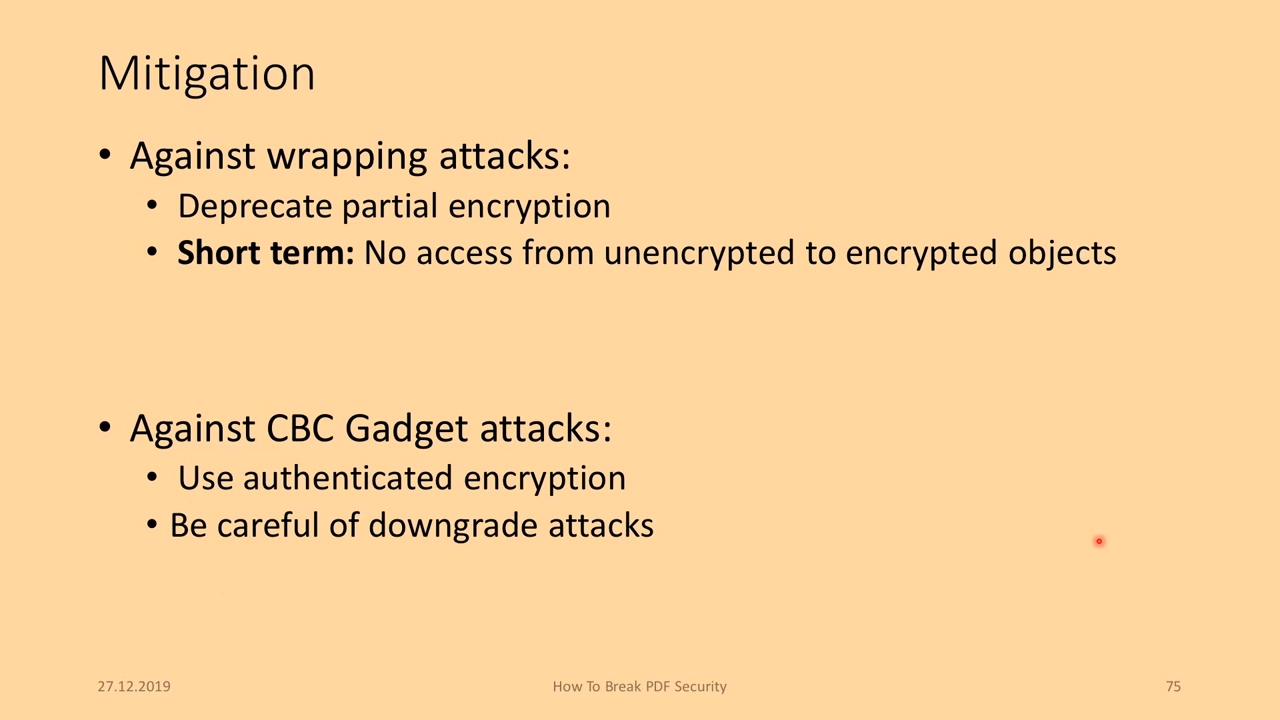 Mitigation
• Against wrapping attacks:
• Deprecate partial encryption
• Short term: No access from unencrypted to encrypted objects
• Against CBC Gadget attacks:
• Use authenticated encryption
• Be careful of downgrade attacks
27.12.2019
How To Break PDF Security
75